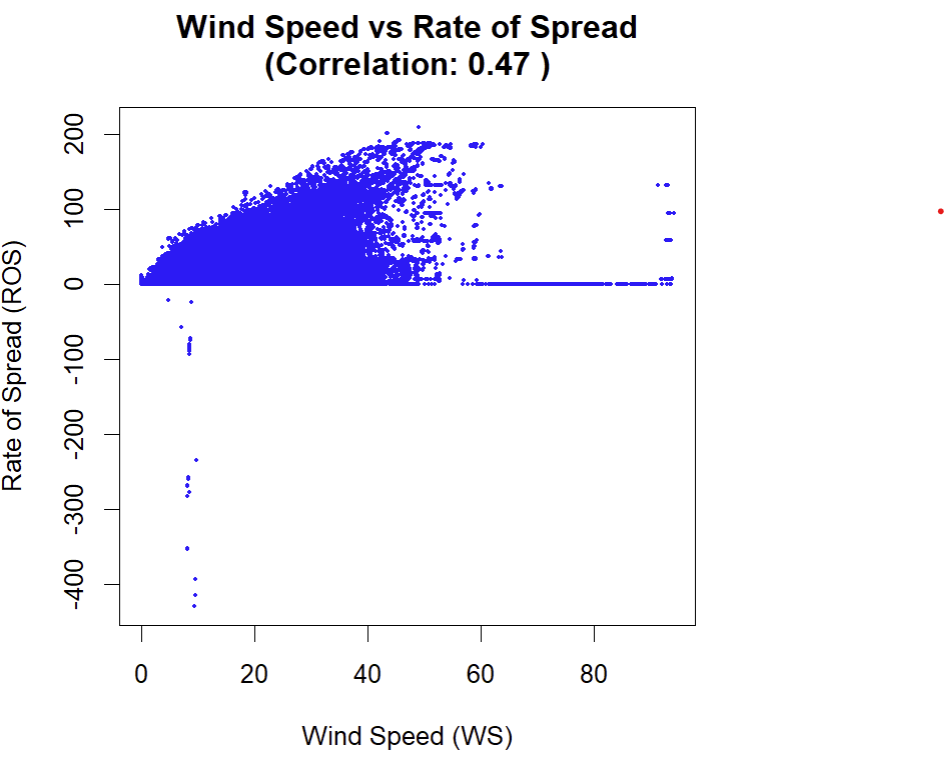 Wind Speed vs Rate of Spread
(Correlation: 0.47 )
Rate of Spread (ROS)
200
100
0
-100
-200
-300
-400
0 20 40 60 80
Wind Speed (WS)